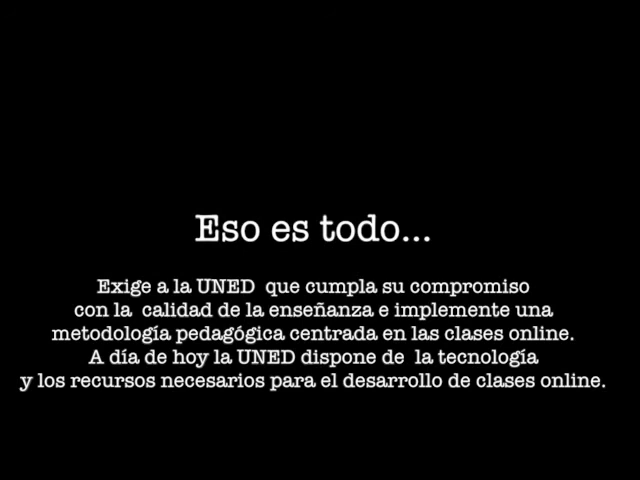 Eso es todo...
Exige a la UNED que cumpla su compromiso
con la calidad de la enseñanza e implemente una
metodología pedagógica centrada en las clases online.
A día de hoy la UNED dispone de la tecnología
y los recursos necesarios para el desarrollo de clases online.